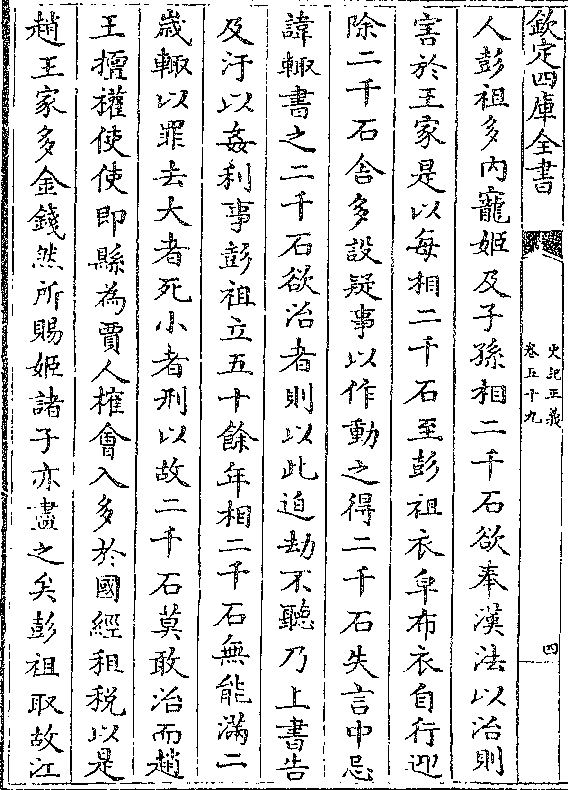 欽定四庫全書
史記正義
卷五十九
四
人彭祖多内寵姬及子孫相二千石欲奉漢法以治則
害於王家是以每相二千石至彭祖衣皁布衣自行迎
除二千石舍多設疑事以作動之得二千石失言中忌
諱輙書之二千石欲治者則以此迫劫不聽乃上書告
及汙以姦利事彭祖立五十餘年相二千石無能滿二
歳輙以罪去大者死小者刑以故二千石莫敢治而趙
王擅權使使即縣為賈人榷會入多於國經租稅以是
趙王家多金錢然所賜姬諸子亦盡之矣彭祖取故江